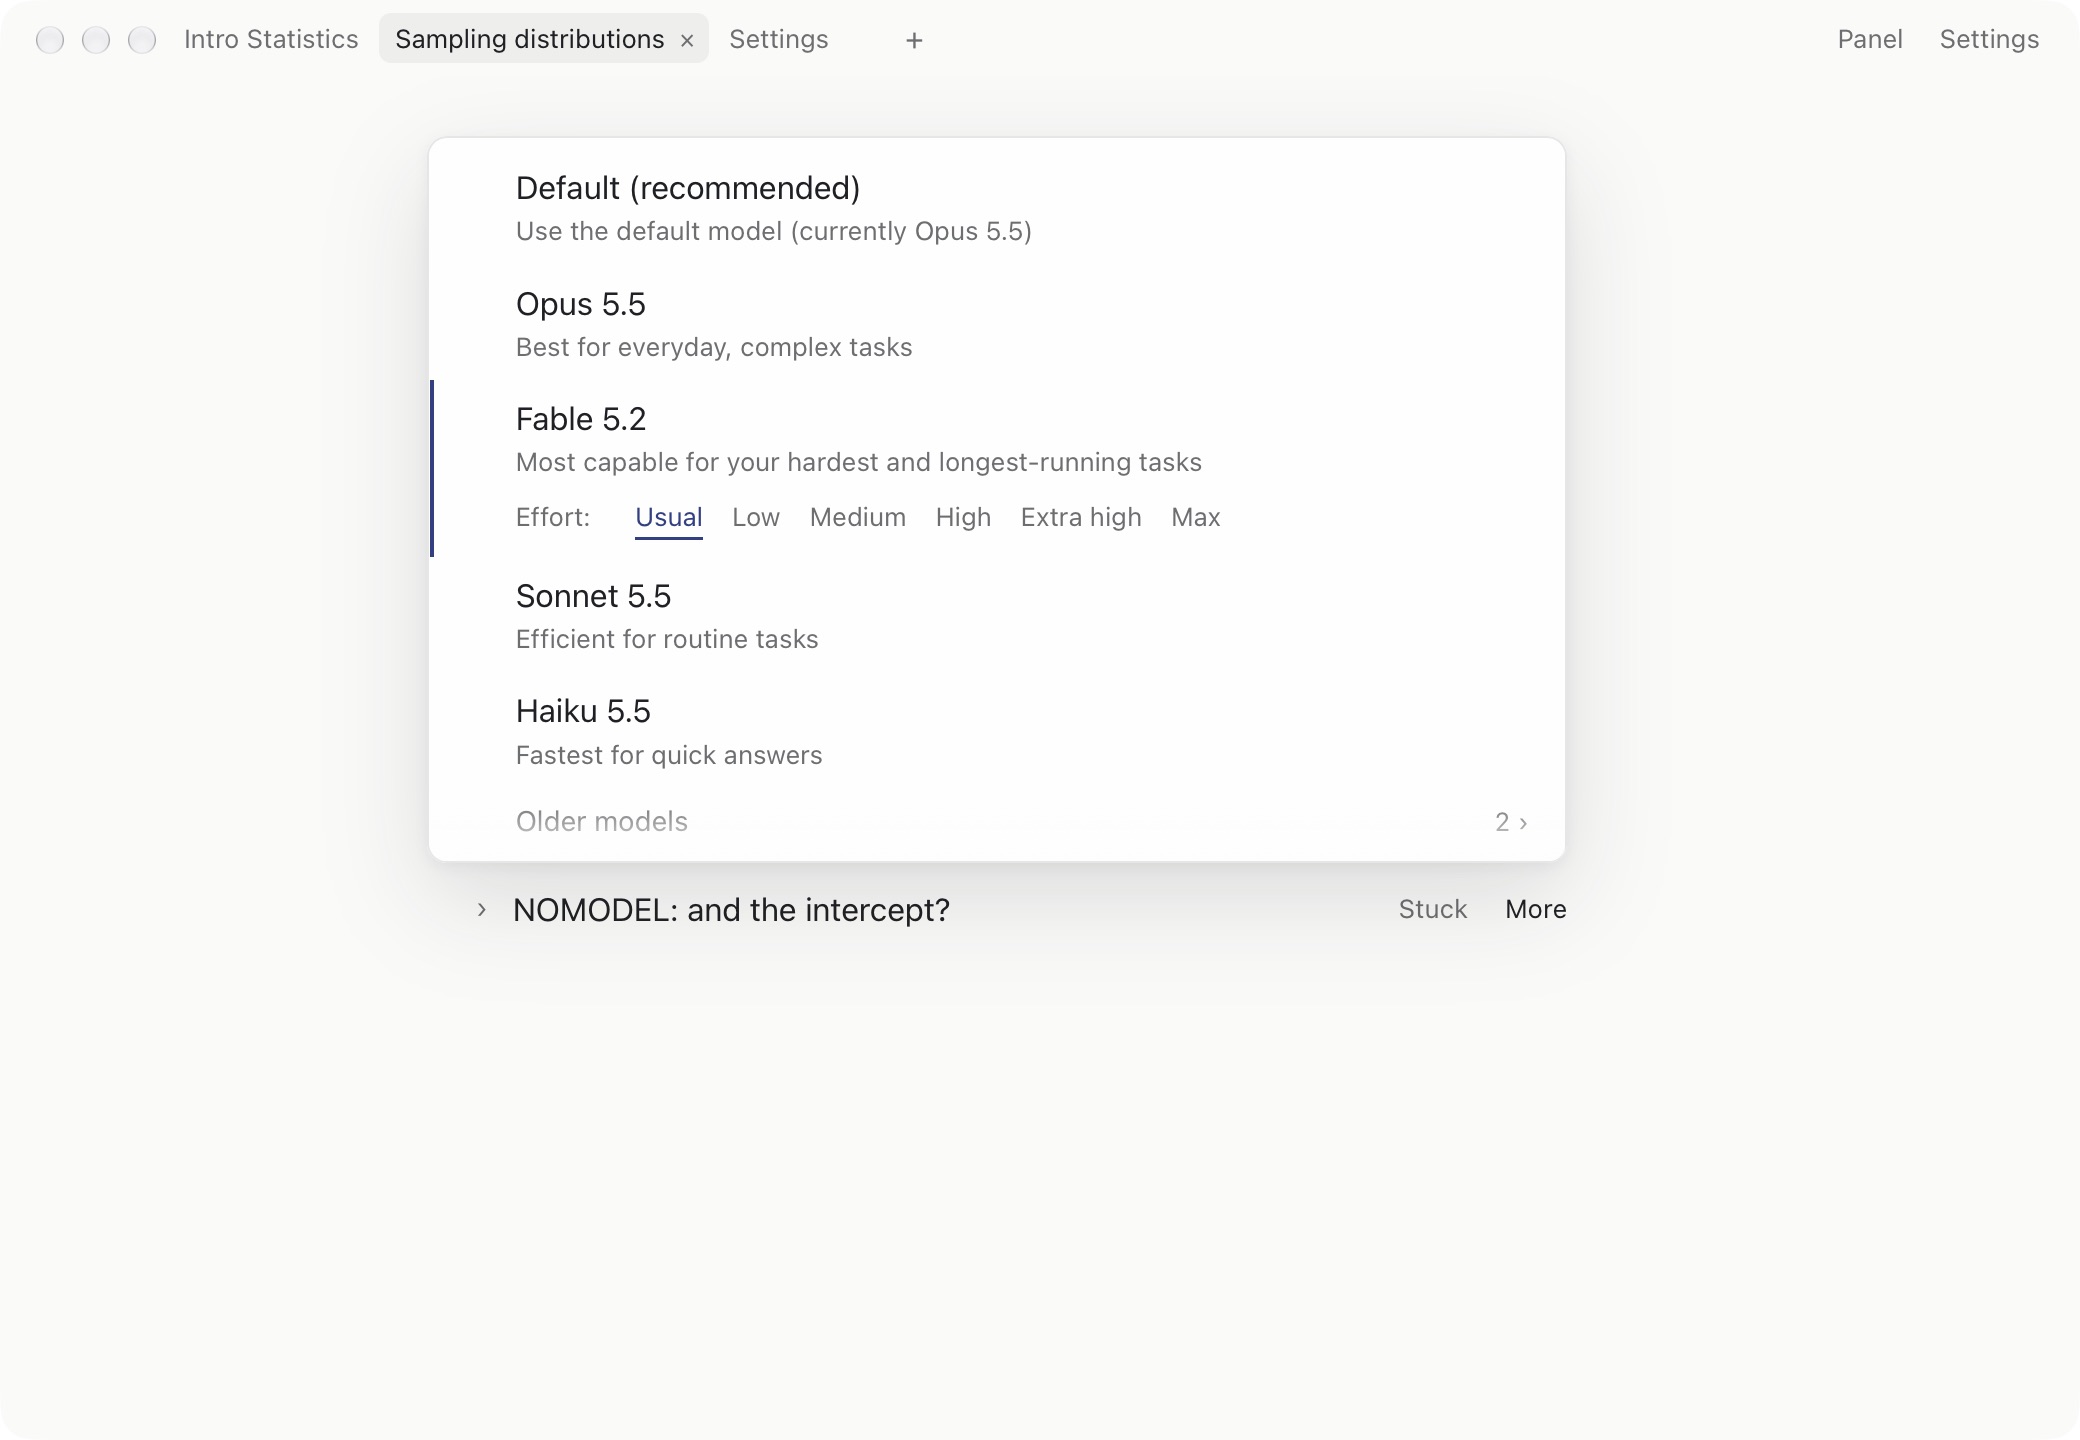 Intro Statistics Sampling distributions × Settings + Panel Settings
Default (recommended)
Use the default model (currently Opus 5.5)
Opus 5.5
Best for everyday, complex tasks
Fable 5.2
Most capable for your hardest and longest-running tasks
Effort: Usual Low Medium High Extra high Max
Sonnet 5.5
Efficient for routine tasks
Haiku 5.5
Fastest for quick answers
Older models 2 ›
› NOMODEL: and the intercept? Stuck More